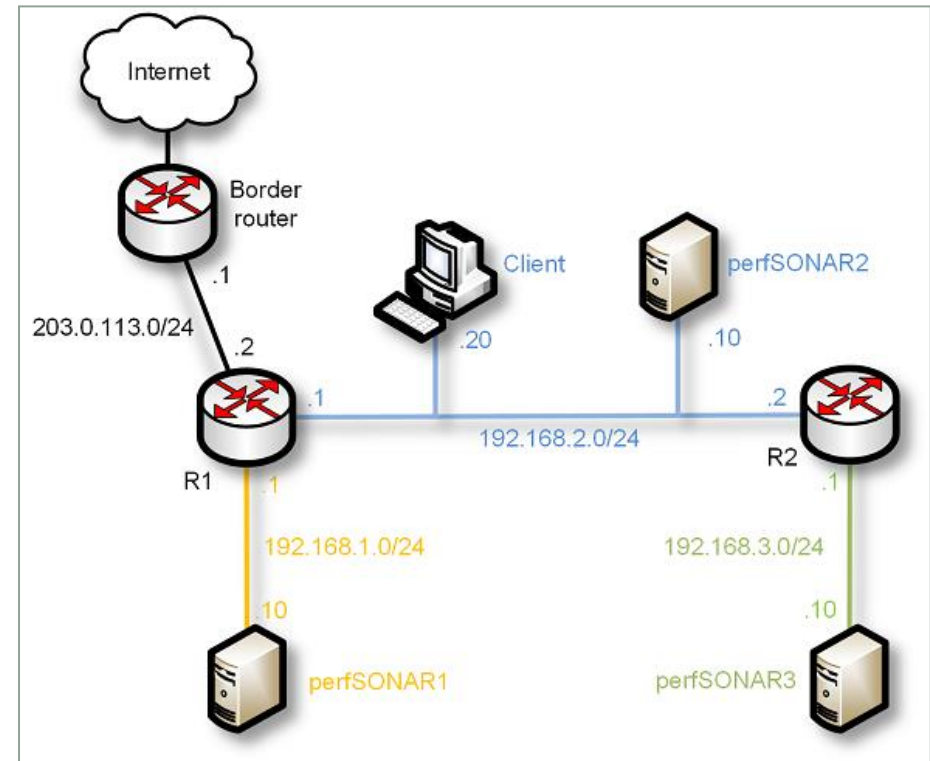 Internet
Border
router
.1
203.0.113.0/24
.2
Client
perfSONAR2
.20
.10
.1
.2
192.168.2.0/24
R1
R2
.1
.1
192.168.1.0/24
192.168.3.0/24
.10
.10
perfSONAR1
perfSONAR3